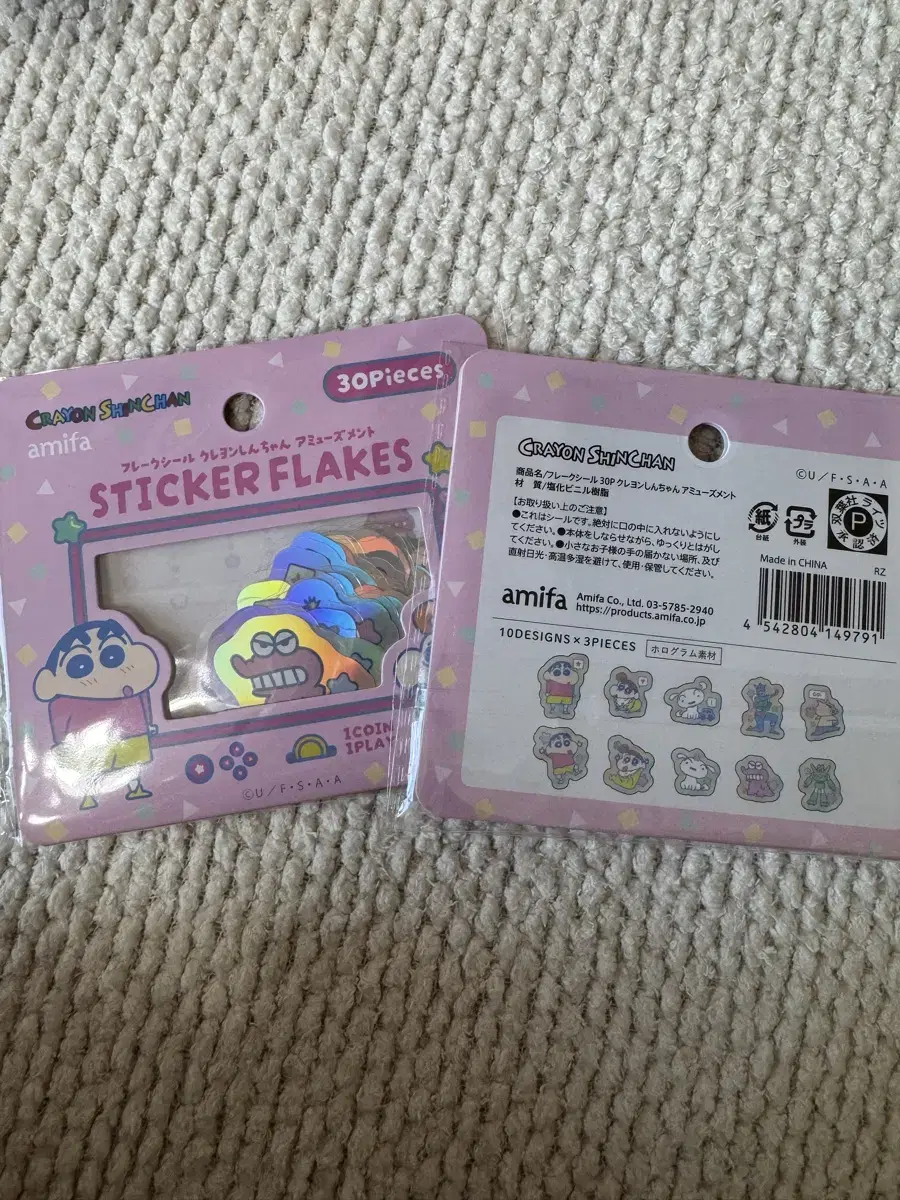 CRAYON SHINCHAN
amifa
30Pieces
フレークシール クレヨンしんちゃん アミューズメント
STICKER FLAKES
1COIN
1PLAY
©U/F・S・A・A
CRAYON SHINCHAN
©U/F・S・A・A
商品名/フレークシール 30P クレヨンしんちゃん アミューズメント
材 質/塩化ビニル樹脂
【お取り扱い上のご注意】
●これはシールです。絶対に口の中に入れないようにし
てください。●本体をしならせながら、ゆっくりとはがし
てください。●小さなお子様の手の届かない場所、及び
直射日光・高温多湿を避けて、使用・保管してください。
紙
台紙
プラ
外装
双葉社ライツ
P
承認済
Made in CHINA
RZ
amifa
Amifa Co., Ltd. 03-5785-2940
https://products.amifa.co.jp
4 542804 149791
10DESIGNS×3PIECES
ホログラム素材